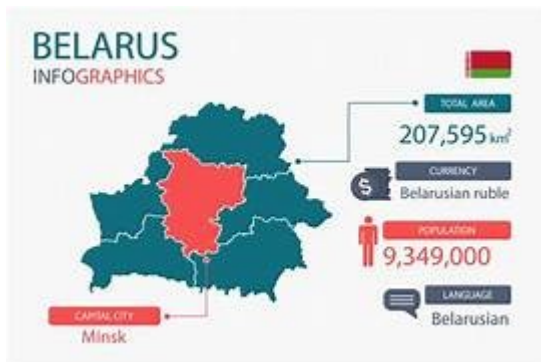 BELARUS
INFOGRAPHICS
TOTAL AREA
207,595 km²
CURRENCY
$
Belarusian ruble
POPULATION
9,349,000
LANGUAGE
Belarusian
CAPITAL CITY
Minsk